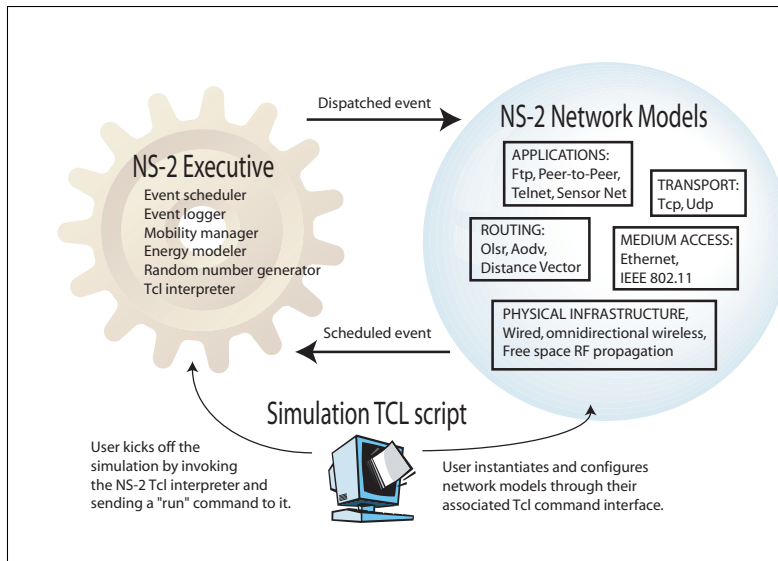 Dispatched event
NS-2 Network Models
NS-2 Executive
Event scheduler
Event logger
Mobility manager
Energy modeler
Random number generator
Tcl interpreter
APPLICATIONS:
Ftp, Peer-to-Peer,
Telnet, Sensor Net
TRANSPORT:
Tcp, Udp
ROUTING:
Olsr, Aodv,
Distance Vector
MEDIUM ACCESS:
Ethernet,
IEEE 802.11
PHYSICAL INFRASTRUCTURE,
Wired, omnidirectional wireless,
Free space RF propagation
Scheduled event
Simulation TCL script
User kicks off the
simulation by invoking
the NS-2 Tcl interpreter and
sending a "run" command to it.
User instantiates and configures
network models through their
associated Tcl command interface.